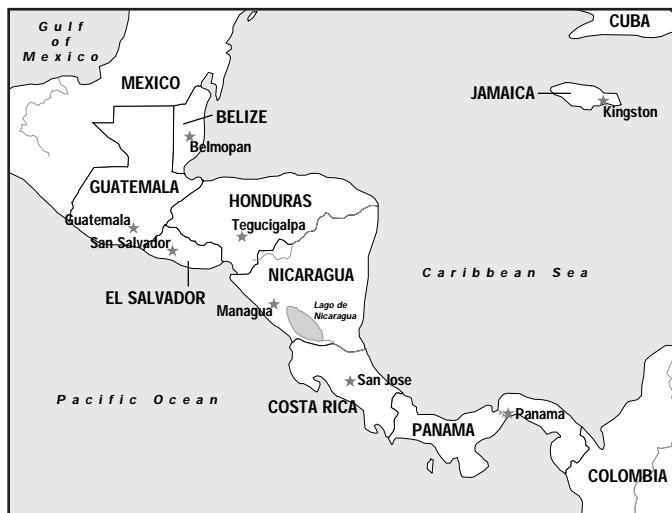 Gulf
of
Mexico
CUBA
MEXICO
JAMAICA
Kingston
BELIZE
Belmopan
GUATEMALA
HONDURAS
Guatemala
Tegucigalpa
San Salvador
NICARAGUA
Caribbean Sea
EL SALVADOR
Managua
Lago de
Nicaragua
San Jose
Pacific Ocean
COSTA RICA
Panama
PANAMA
COLOMBIA